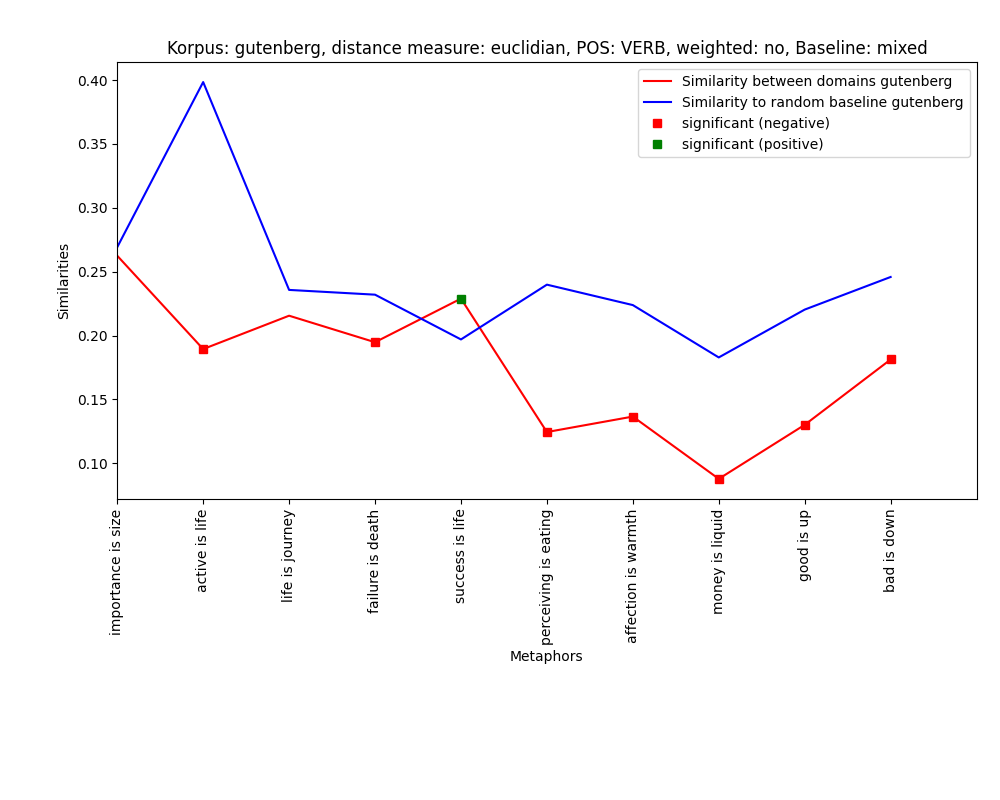 Korpus: gutenberg, distance measure: euclidian, POS: VERB, weighted: no, Baseline: mixed
Similarity between domains gutenberg
Similarity to random baseline gutenberg
significant (negative)
significant (positive)
0.40
0.35
0.30
0.25
0.20
0.15
0.10
Similarities
importance is size
active is life
life is journey
failure is death
success is life
perceiving is eating
affection is warmth
money is liquid
good is up
bad is down
Metaphors